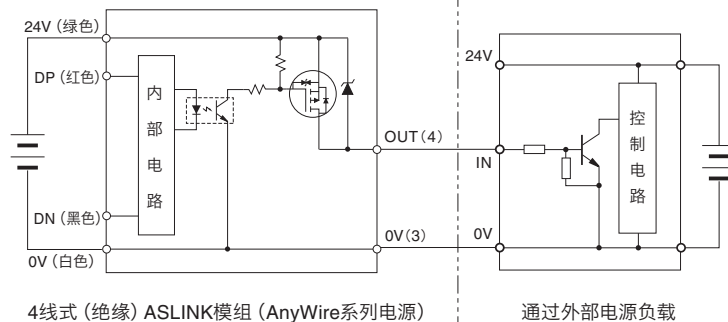 24V (绿色)
DP (红色)
内部电路
DN (黑色)
0V (白色)
OUT(4)
0V(3)
24V
IN
0V
控制电路
4线式 (绝缘) ASLINK模组 (AnyWire系列电源)
通过外部电源负载